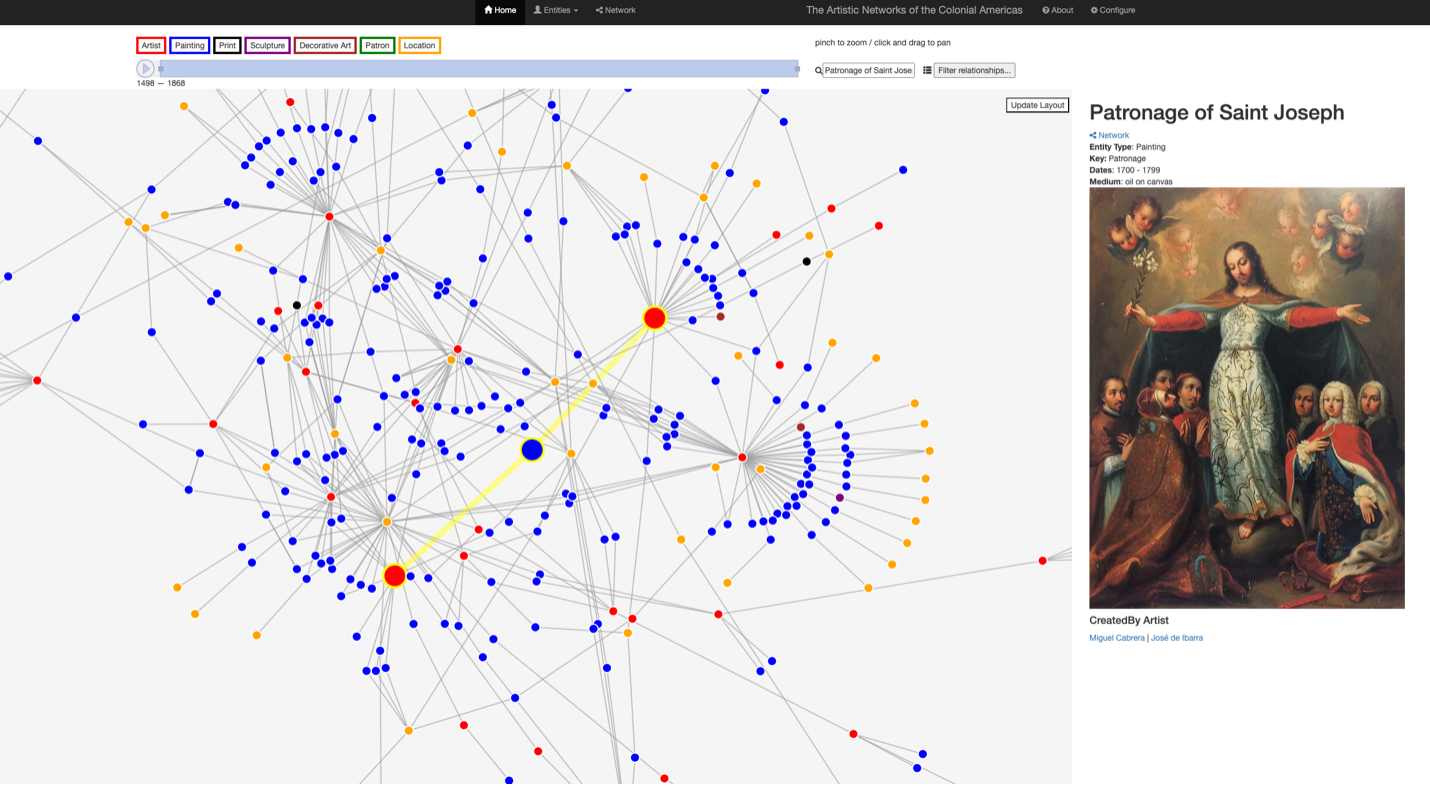 Home Entities Network The Artistic Networks of the Colonial Americas About Configure
Artist Painting Print Sculpture Decorative Art Patron Location
pinch to zoom / click and drag to pan
Patronage of Saint Jose Filter relationships...
1498 — 1868
Update Layout
Patronage of Saint Joseph
Network
Entity Type: Painting
Key: Patronage
Dates: 1700 - 1799
Medium: oil on canvas
CreatedBy Artist
Miguel Cabrera | José de Ibarra